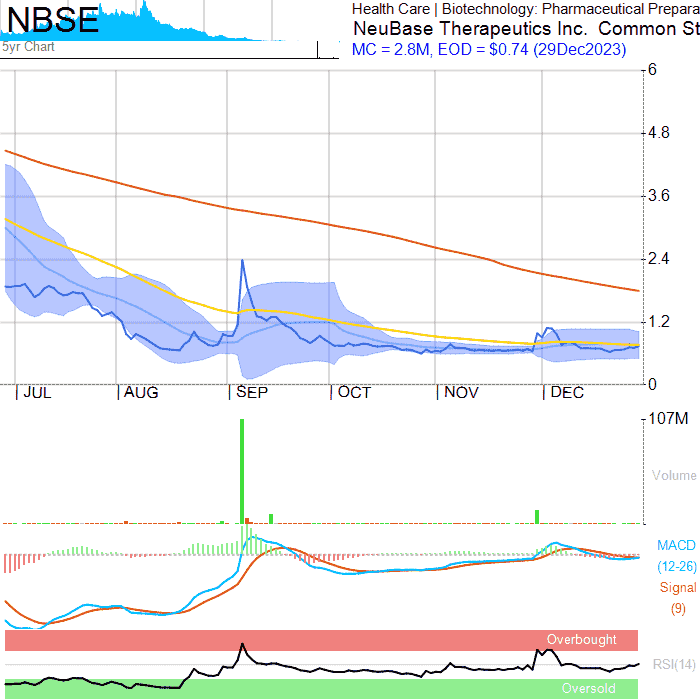 NBSE
Health Care | Biotechnology: Pharmaceutical Prepara
NeuBase Therapeutics Inc. Common St
5yr Chart
MC = 2.8M, EOD = $0.74 (29Dec2023)
6
4.8
3.6
2.4
1.2
0
JUL AUG SEP OCT NOV DEC
107M
Volume
MACD
(12-26)
Signal
(9)
Overbought
RSI(14)
Oversold